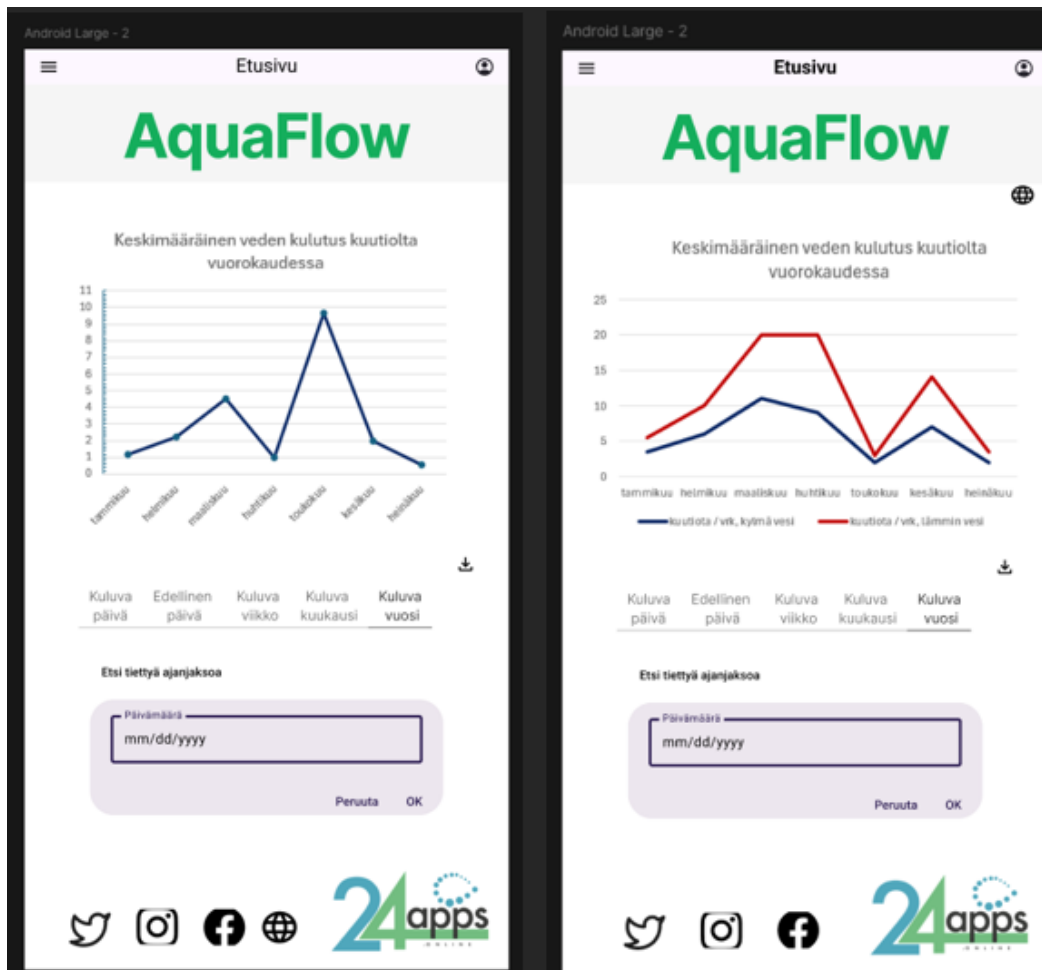 Android Large - 2
Etusivu
AquaFlow
Keskimääräinen veden kulutus kuutiolta
vuorokaudessa
11
10
9
8
7
6
5
4
3
2
1
0
tammikuu helmikuu maaliskuu huhtikuu toukokuu kesäkuu heinäkuu
Kuluva päivä
Edellinen päivä
Kuluva viikko
Kuluva kuukausi
Kuluva vuosi
Etsi tiettyä ajanjaksoa
Päivämäärä
mm/dd/yyyy
Peruuta OK
24apps
.ONLINE
Android Large - 2
Etusivu
AquaFlow
Keskimääräinen veden kulutus kuutiolta
vuorokaudessa
25
20
15
10
5
0
tammikuu helmikuu maaliskuu huhtikuu toukokuu kesäkuu heinäkuu
kuutiota / vrk, kylmä vesi kuutiota / vrk, lämmin vesi
Kuluva päivä
Edellinen päivä
Kuluva viikko
Kuluva kuukausi
Kuluva vuosi
Etsi tiettyä ajanjaksoa
Päivämäärä
mm/dd/yyyy
Peruuta OK
24apps
.ONLINE